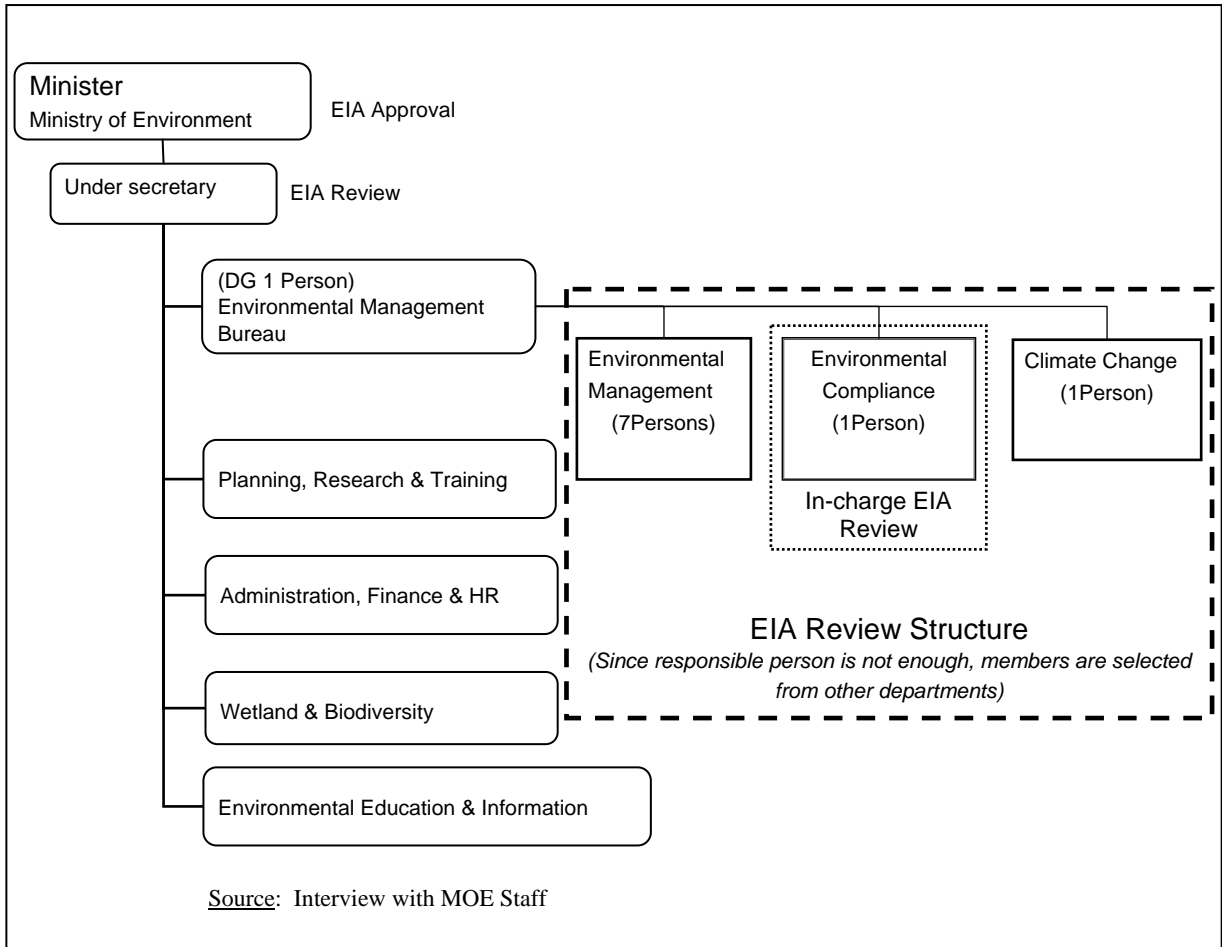 Minister
Ministry of Environment
EIA Approval
Under secretary
EIA Review
(DG 1 Person)
Environmental Management
Bureau
Environmental
Management
(7Persons)
Environmental
Compliance
(1Person)
In-charge EIA
Review
Climate Change
(1Person)
Planning, Research & Training
Administration, Finance & HR
EIA Review Structure
(Since responsible person is not enough, members are selected
from other departments)
Wetland & Biodiversity
Environmental Education & Information
Source: Interview with MOE Staff